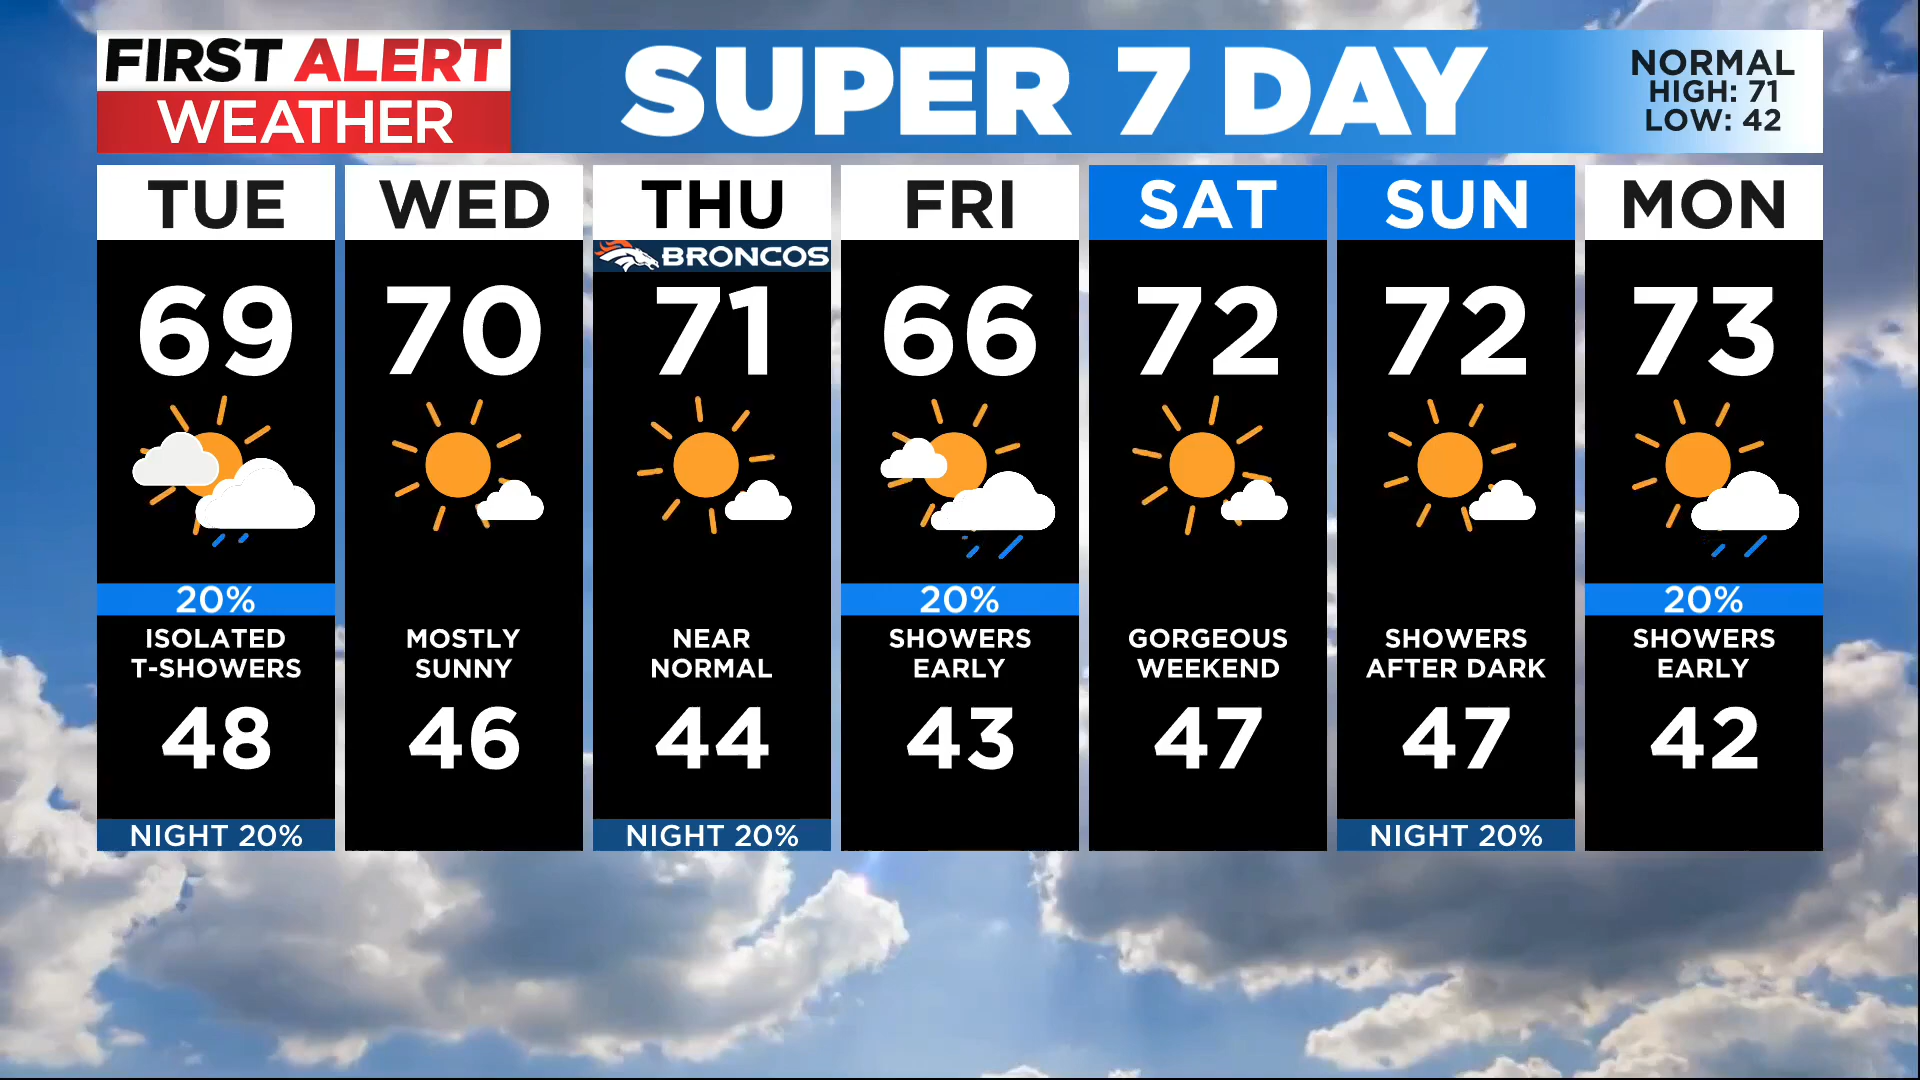 FIRST ALERT
WEATHER
SUPER 7 DAY
NORMAL
HIGH: 71
LOW: 42
TUE
69
20%
ISOLATED
T-SHOWERS
48
NIGHT 20%
WED
70
MOSTLY
SUNNY
46
THU
BRONCOS
71
NEAR
NORMAL
44
NIGHT 20%
FRI
66
20%
SHOWERS
EARLY
43
SAT
72
GORGEOUS
WEEKEND
47
SUN
72
SHOWERS
AFTER DARK
47
NIGHT 20%
MON
73
20%
SHOWERS
EARLY
42